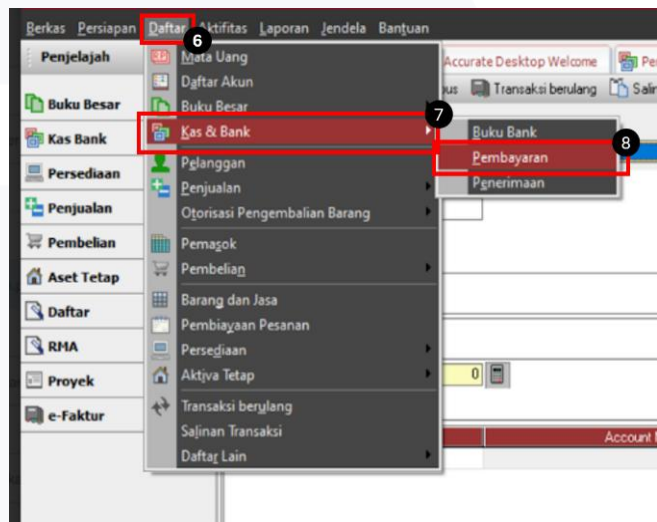 Berkas Persiapan Daftar Aktifitas Laporan Jendela Bantuan
6
Penjelajah
Buku Besar
Kas Bank
Persediaan
Penjualan
Pembelian
Aset Tetap
Daftar
RMA
Proyek
e-Faktur
Mata Uang
Daftar Akun
Buku Besar
Kas & Bank
Pelanggan
Penjualan
Otorisasi Pengembalian Barang
Pemasok
Pembelian
Barang dan Jasa
Pembiayaan Pesanan
Persediaan
Aktiva Tetap
Transaksi berulang
Salinan Transaksi
Daftar Lain
7
Buku Bank
8
Pembayaran
Penerimaan
Accurate Desktop Welcome
Transaksi berulang
0
Account